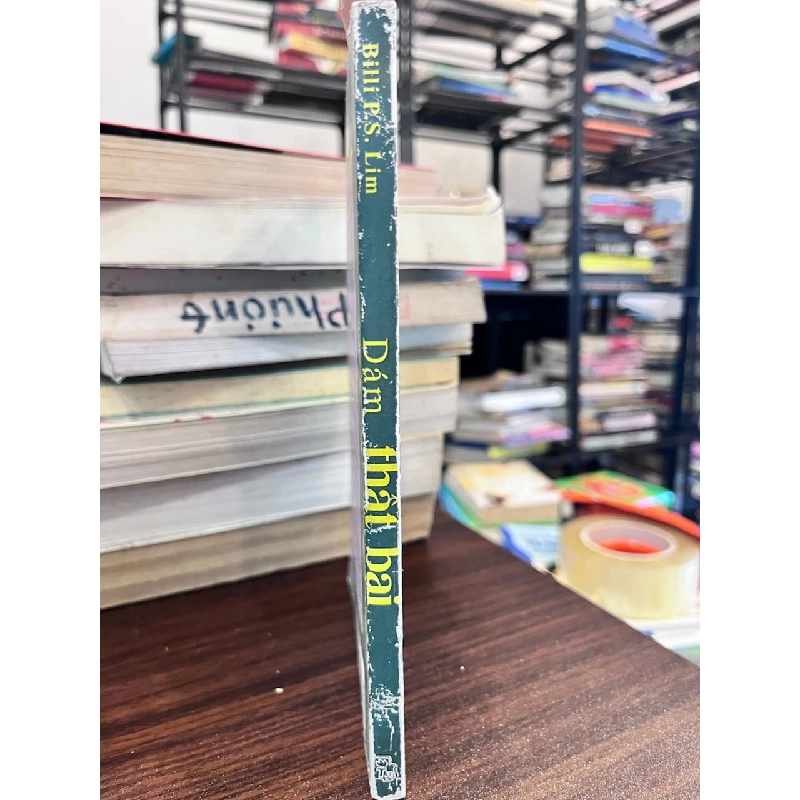 Billi P.S. Lim
Dám thất bại
Phương